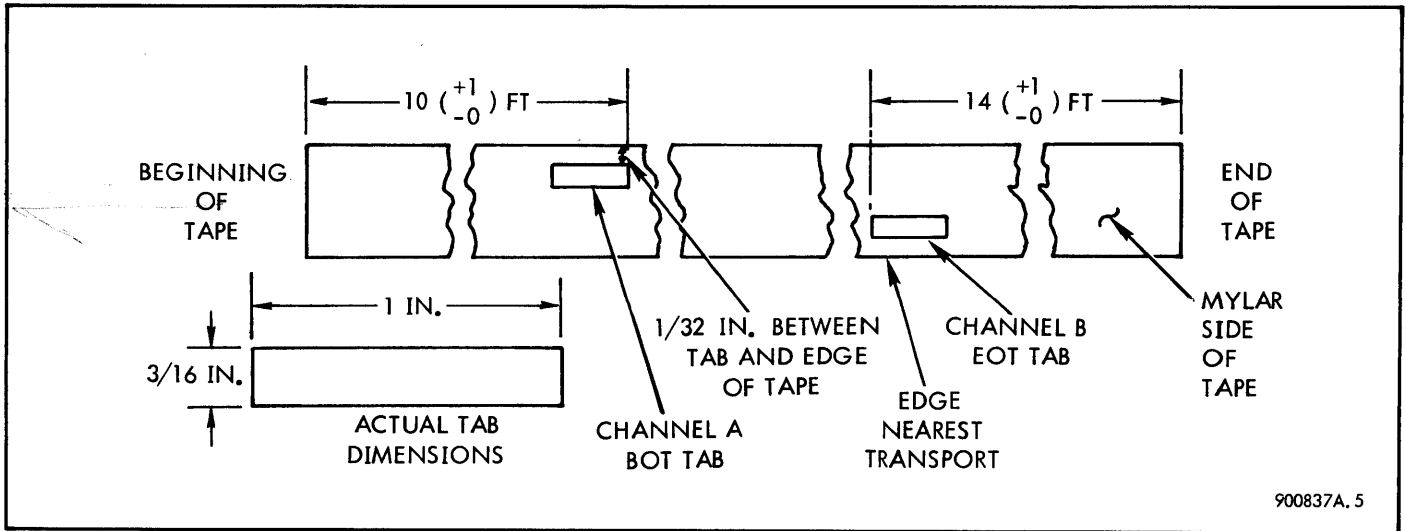 10 (+1 -0) FT
14 (+1 -0) FT
BEGINNING
OF
TAPE
END
OF
TAPE
1 IN.
3/16 IN.
ACTUAL TAB
DIMENSIONS
1/32 IN. BETWEEN
TAB AND EDGE
OF TAPE
CHANNEL A
BOT TAB
CHANNEL B
EOT TAB
EDGE
NEAREST
TRANSPORT
MYLAR
SIDE
OF
TAPE
900837A. 5